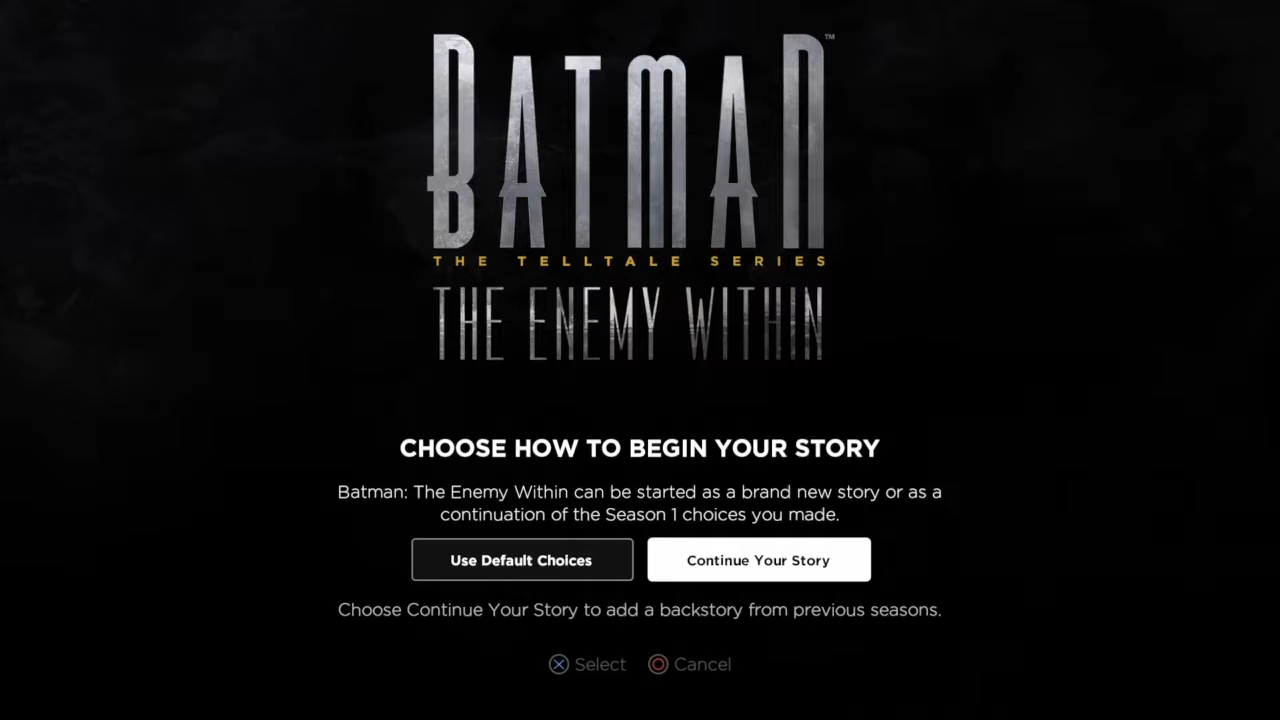 BATMAN™
THE TELLTALE SERIES
THE ENEMY WITHIN
CHOOSE HOW TO BEGIN YOUR STORY
Batman: The Enemy Within can be started as a brand new story or as a
continuation of the Season 1 choices you made.
Use Default Choices
Continue Your Story
Choose Continue Your Story to add a backstory from previous seasons.
Select
Cancel